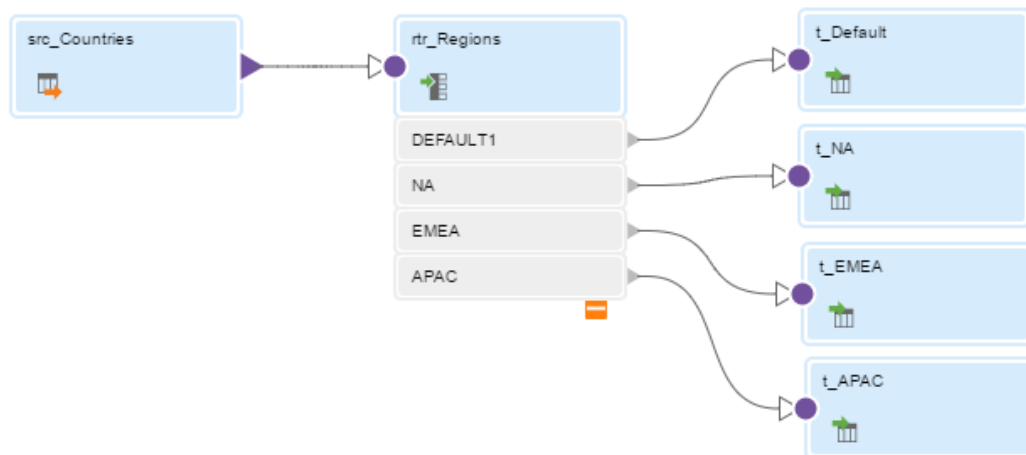 src_Countries
rtr_Regions
DEFAULT1
NA
EMEA
APAC
t_Default
t_NA
t_EMEA
t_APAC